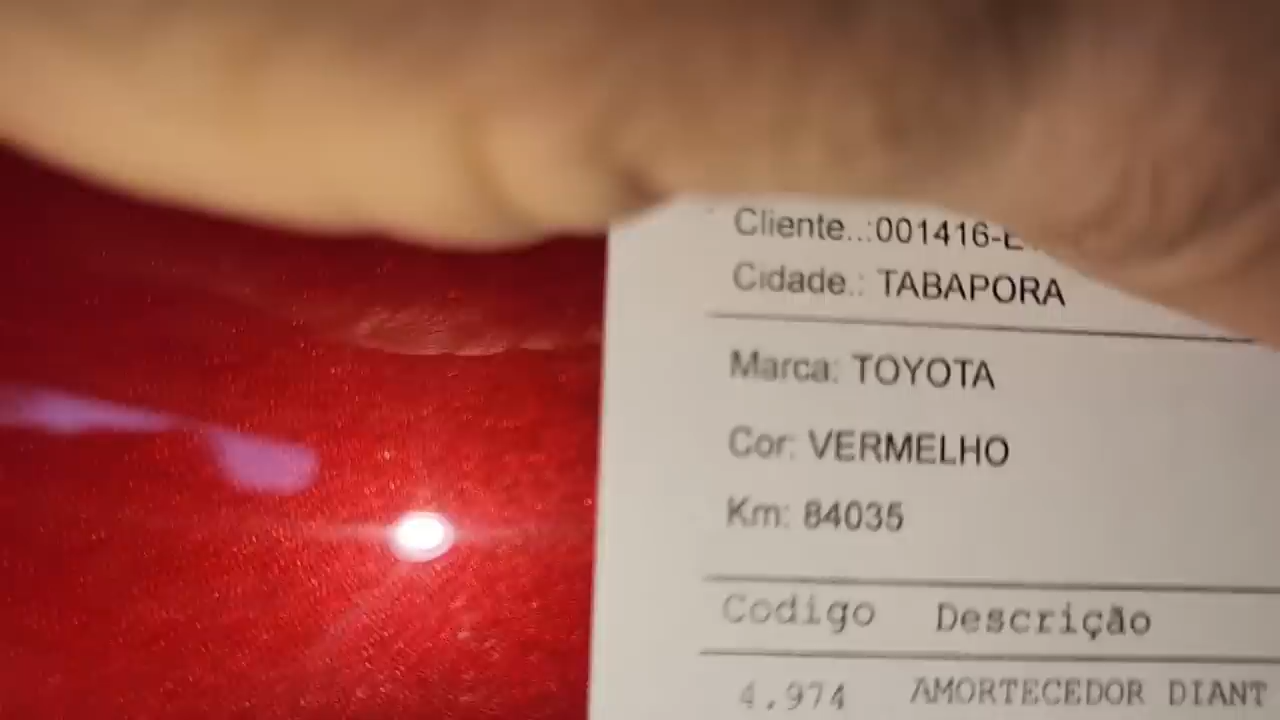 Cliente..:001416-
Cidade.: TABAPORA
Marca: TOYOTA
Cor: VERMELHO
Km: 84035
Codigo Descrição
4,974 AMORTECEDOR DIANT